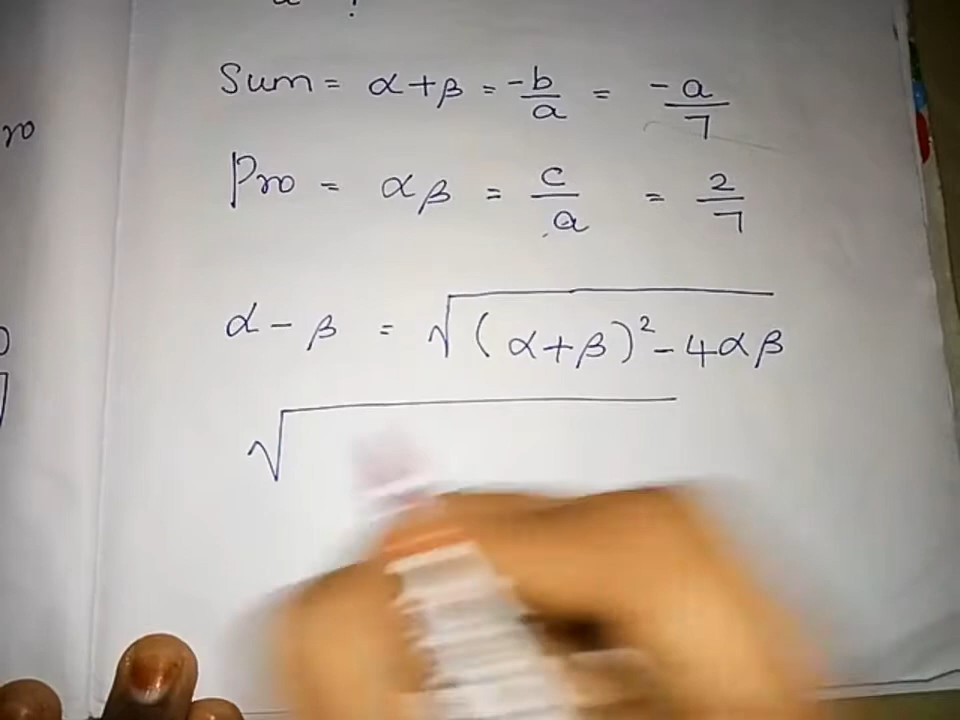 Sum = α+β = -b/a = -a/7
Pro = αβ = c/a = 2/7
α - β = √(α+β)² - 4αβ
√